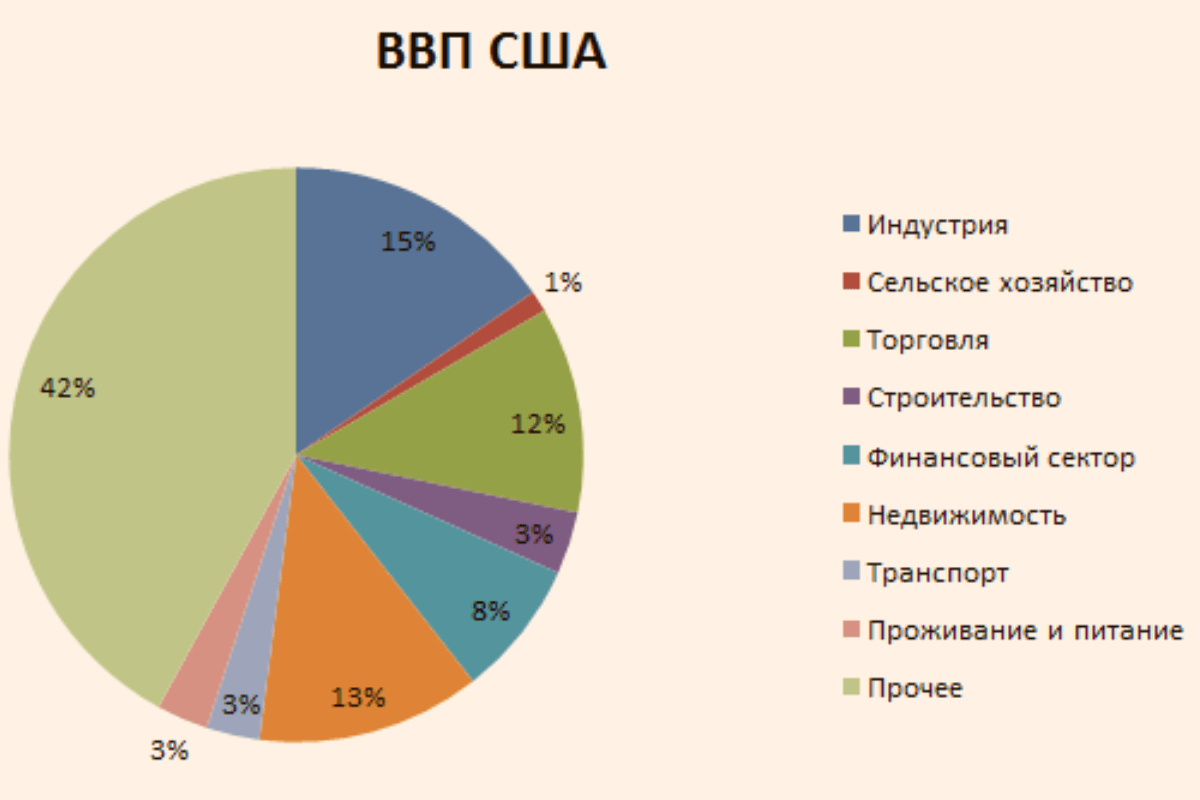 ВВП США
15%
1%
12%
3%
8%
13%
3%
3%
42%
Индустрия
Сельское хозяйство
Торговля
Строительство
Финансовый сектор
Недвижимость
Транспорт
Проживание и питание
Прочее